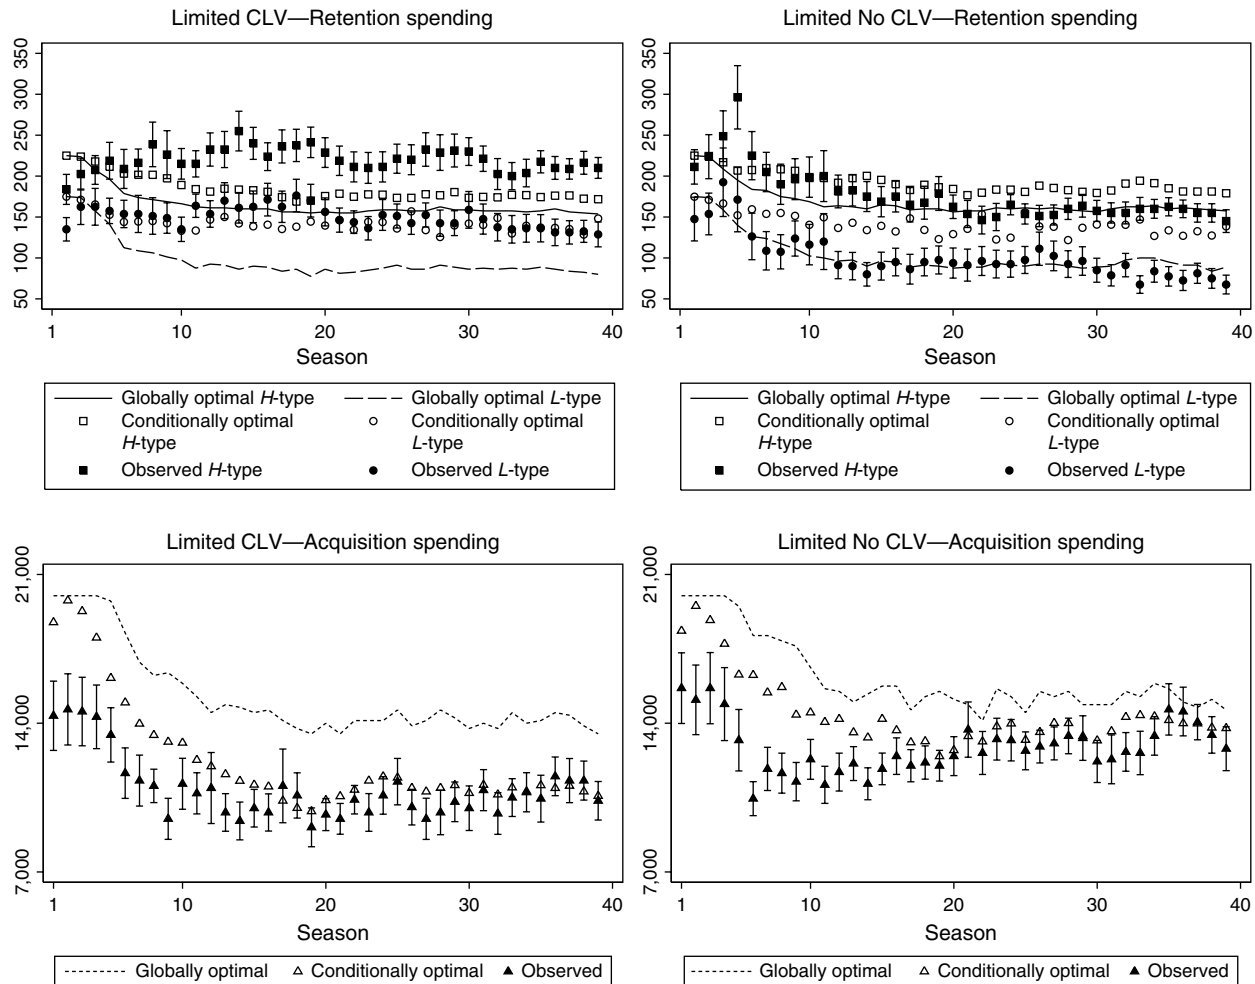 Limited CLV—Retention spending
350
300
250
200
150
100
50
1 10 20 30 40
Season
Globally optimal H-type
Globally optimal L-type
Conditionally optimal
H-type
Conditionally optimal
L-type
Observed H-type
Observed L-type
Limited No CLV—Retention spending
350
300
250
200
150
100
50
1 10 20 30 40
Season
Globally optimal H-type
Globally optimal L-type
Conditionally optimal
H-type
Conditionally optimal
L-type
Observed H-type
Observed L-type
Limited CLV—Acquisition spending
21,000
14,000
7,000
1 10 20 30 40
Season
Globally optimal Conditionally optimal Observed
Limited No CLV—Acquisition spending
21,000
14,000
7,000
1 10 20 30 40
Season
Globally optimal Conditionally optimal Observed